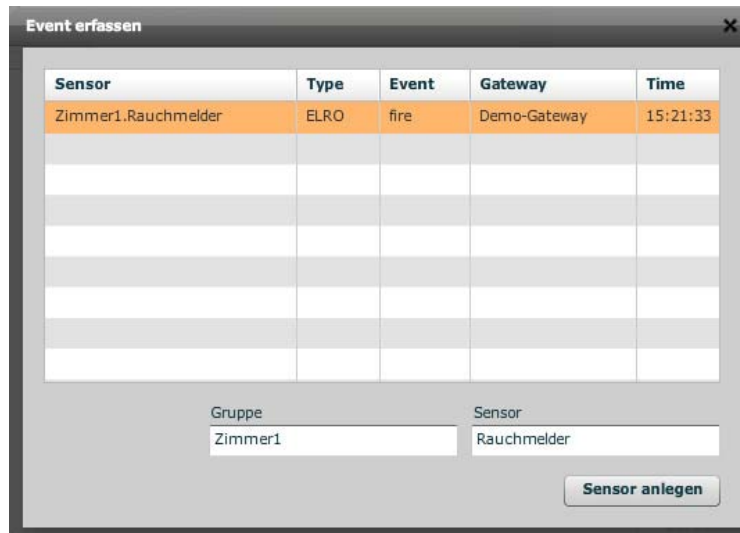 Event erfassen
Sensor Type Event Gateway Time
Zimmer1.Rauchmelder ELRO fire Demo-Gateway 15:21:33
Gruppe Sensor
Zimmer1 Rauchmelder
Sensor anlegen